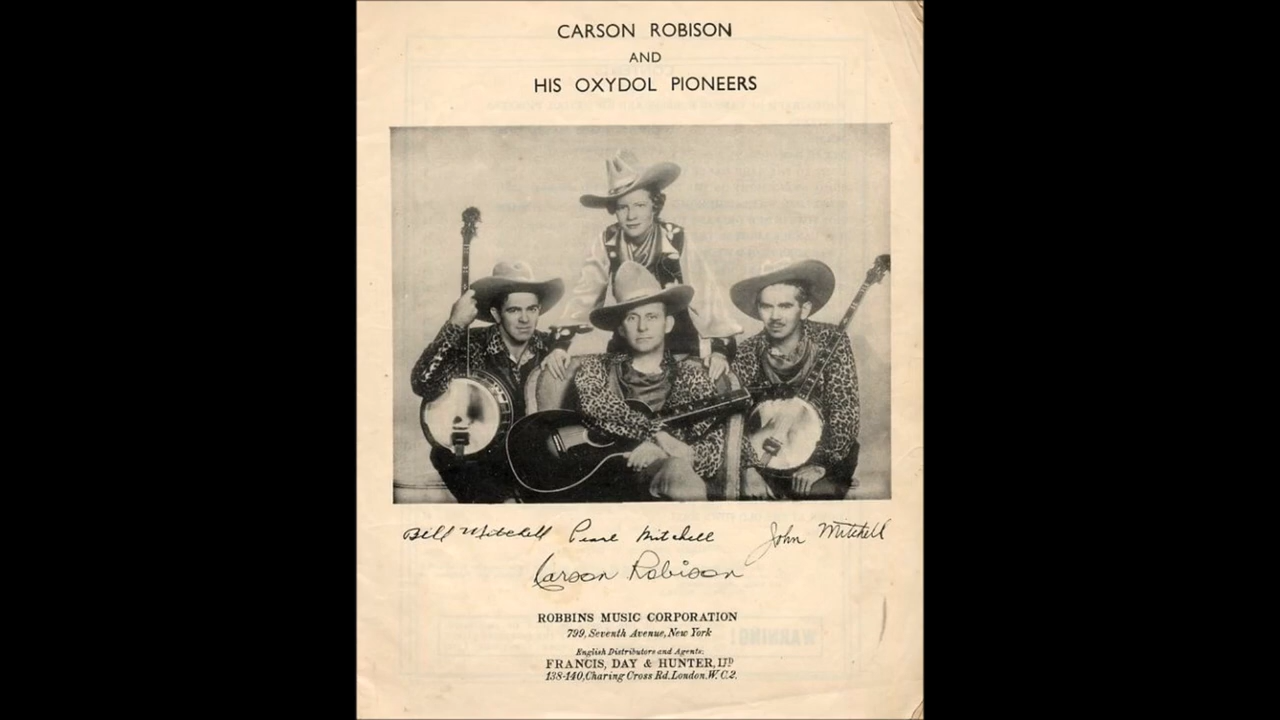 CARSON ROBISON
AND
HIS OXYDOL PIONEERS
Bill Mitchell Pearl Mitchell John Mitchell
Carson Robison
ROBBINS MUSIC CORPORATION
799, Seventh Avenue, New York
English Distributors and Agents:
FRANCIS, DAY & HUNTER, LTD
138-140, Charing Cross Rd. London, W.C.2.
WARNING!